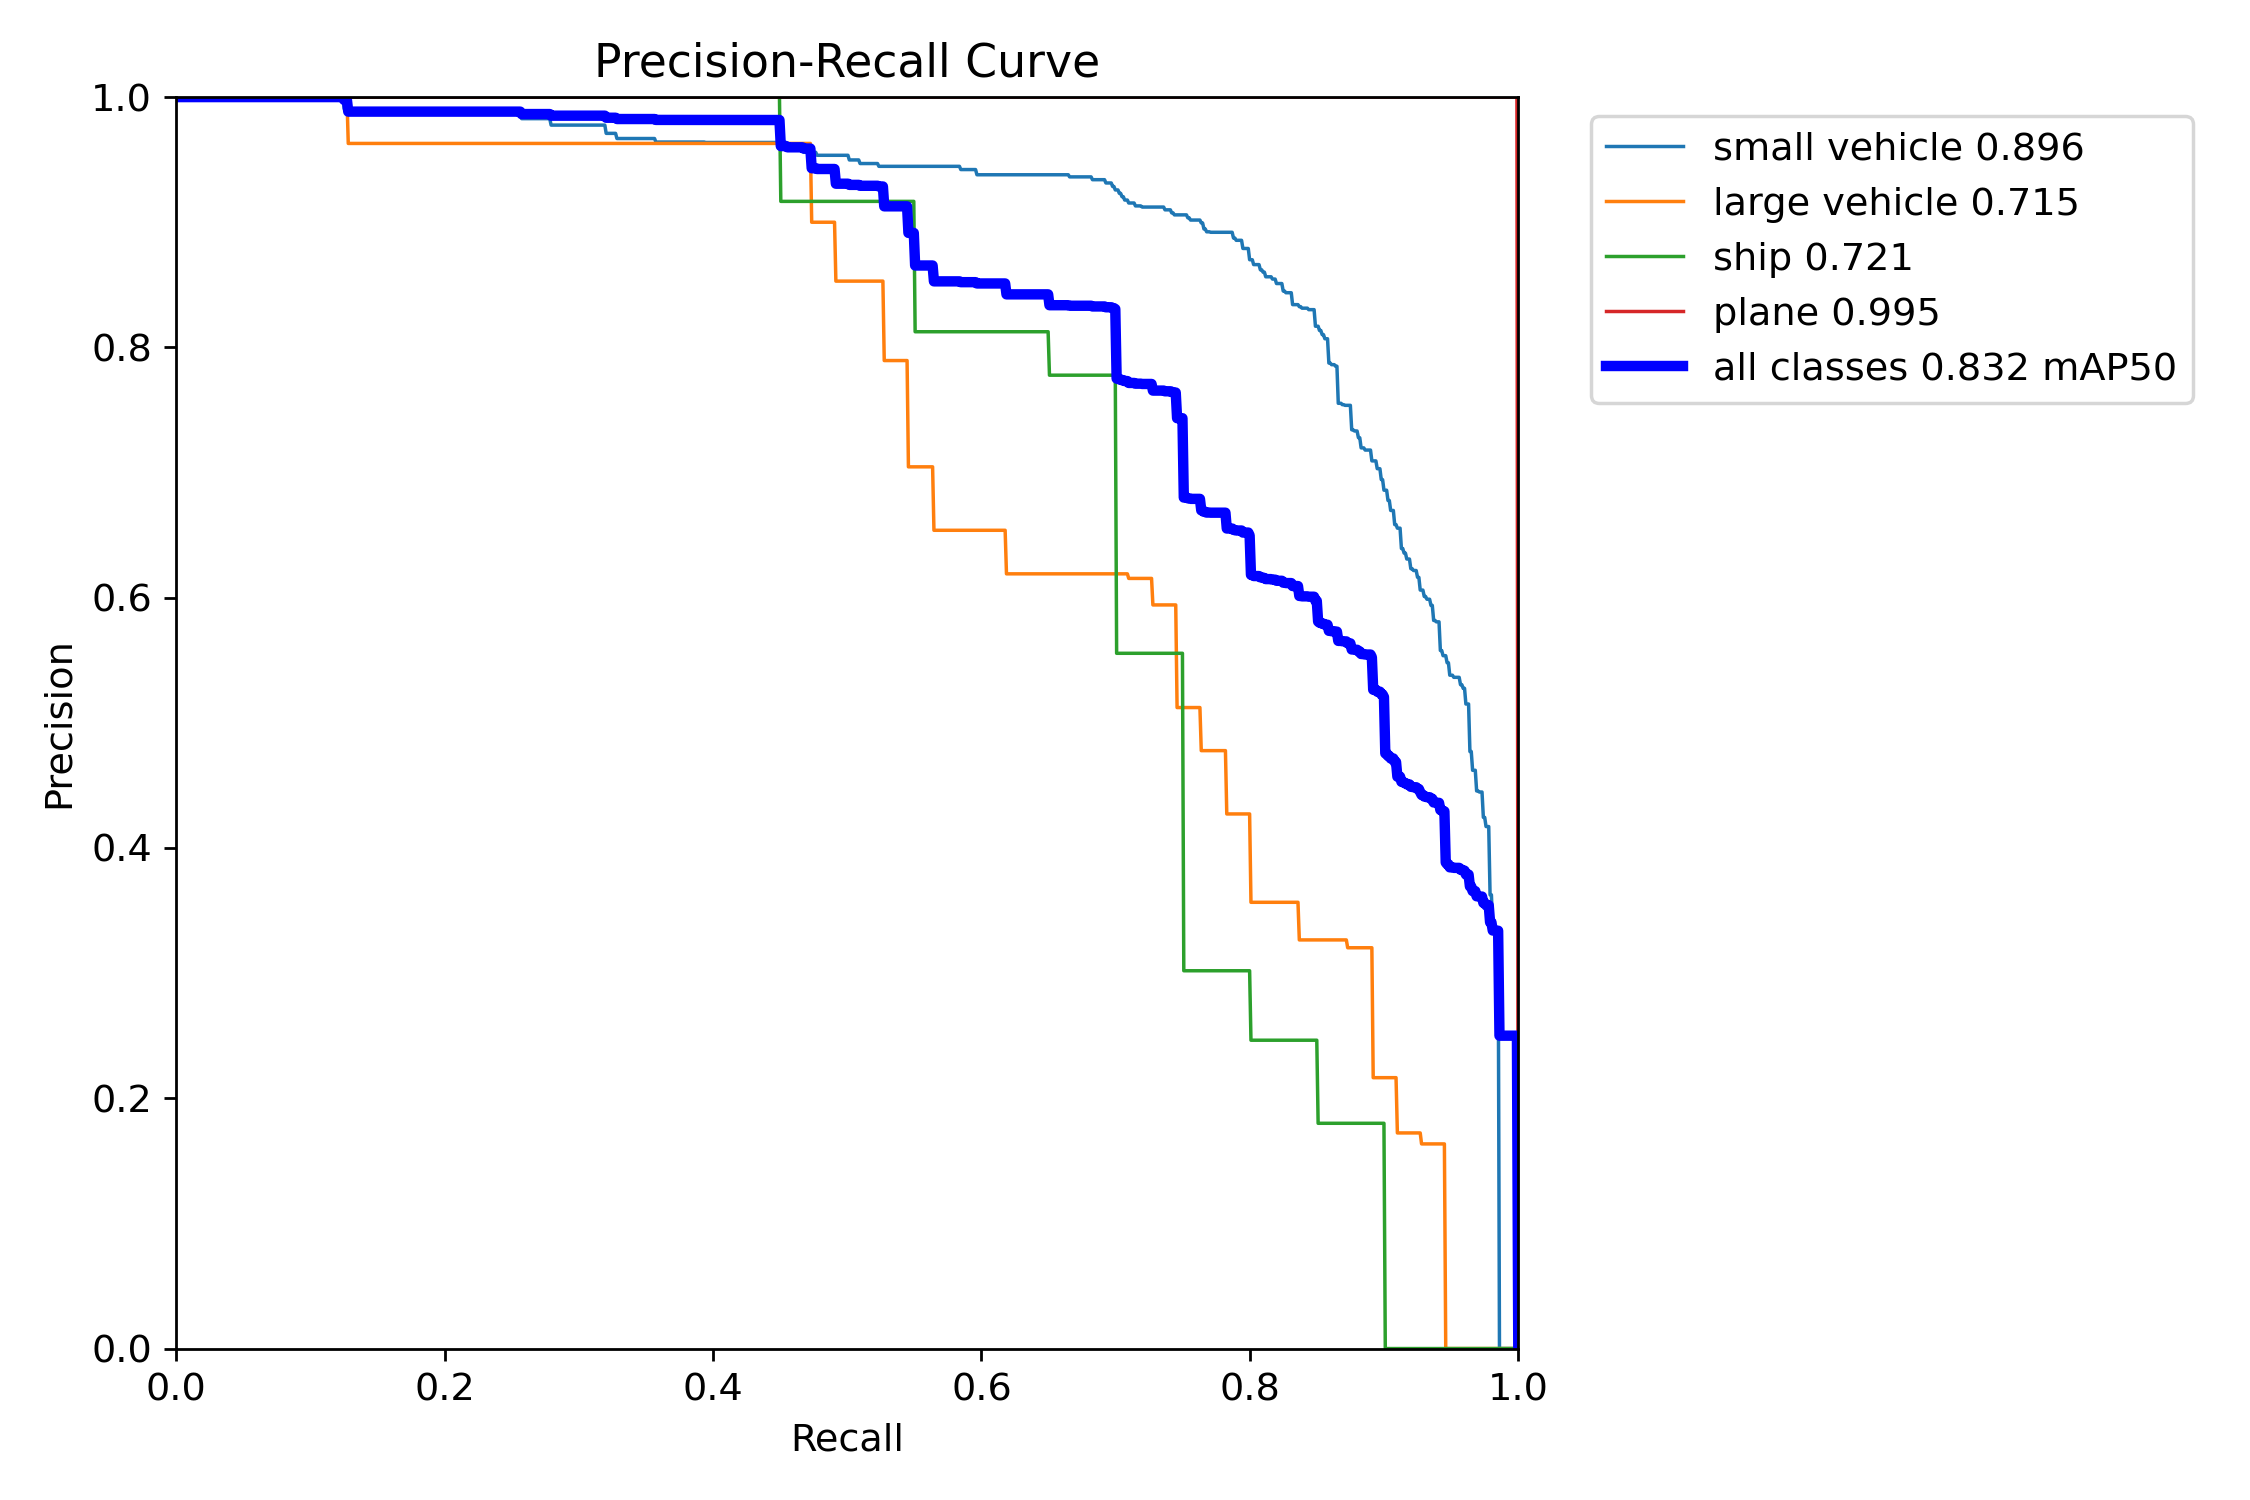 Precision-Recall Curve
1.0
0.8
0.6
0.4
0.2
0.0
Precision
0.0 0.2 0.4 0.6 0.8 1.0
Recall
small vehicle 0.896
large vehicle 0.715
ship 0.721
plane 0.995
all classes 0.832 mAP50